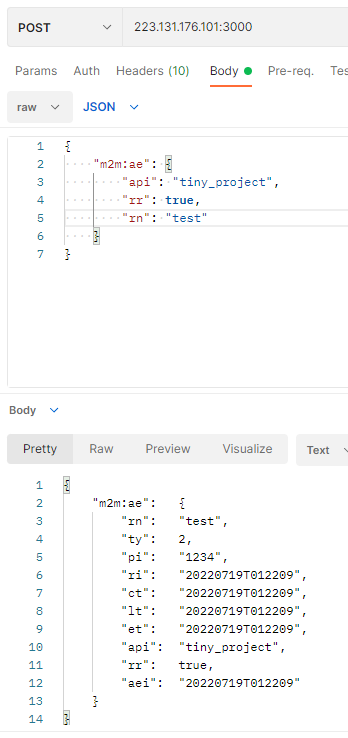 POST 223.131.176.101:3000
Params Auth Headers (10) Body Pre-req. Tes
raw JSON
1 {
2 "m2m:ae": {
3 "api": "tiny_project",
4 "rr": true,
5 "rn": "test"
6 }
7 }
Body
Pretty Raw Preview Visualize Text
1 {
2 "m2m:ae": {
3 "rn": "test",
4 "ty": 2,
5 "pi": "1234",
6 "ri": "20220719T012209",
7 "ct": "20220719T012209",
8 "lt": "20220719T012209",
9 "et": "20220719T012209",
10 "api": "tiny_project",
11 "rr": true,
12 "aei": "20220719T012209"
13 }
14 }